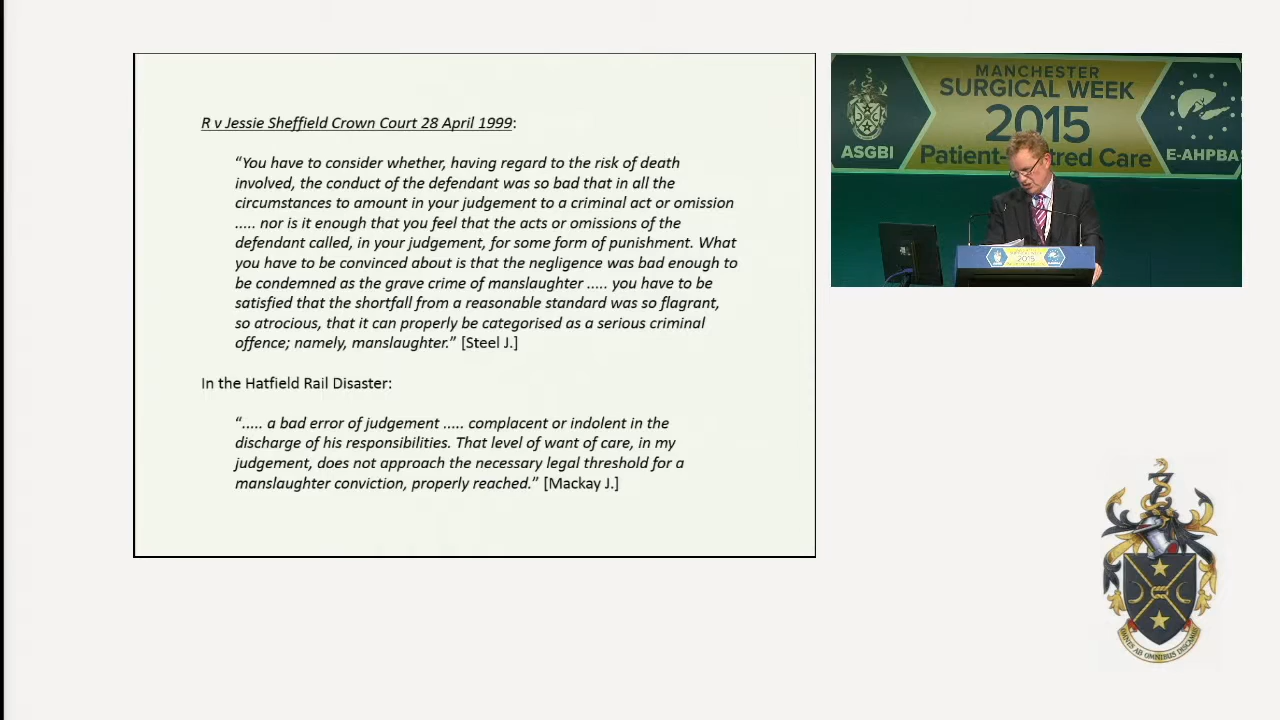 R v Jessie Sheffield Crown Court 28 April 1999:
“You have to consider whether, having regard to the risk of death
involved, the conduct of the defendant was so bad that in all the
circumstances to amount in your judgement to a criminal act or omission
..... nor is it enough that you feel that the acts or omissions of the
defendant called, in your judgement, for some form of punishment. What
you have to be convinced about is that the negligence was bad enough to
be condemned as the grave crime of manslaughter ..... you have to be
satisfied that the shortfall from a reasonable standard was so flagrant,
so atrocious, that it can properly be categorised as a serious criminal
offence; namely, manslaughter.” [Steel J.]
In the Hatfield Rail Disaster:
“..... a bad error of judgement ..... complacent or indolent in the
discharge of his responsibilities. That level of want of care, in my
judgement, does not approach the necessary legal threshold for a
manslaughter conviction, properly reached.” [Mackay J.]
MANCHESTER
SURGICAL WEEK
2015
Patient- tred Care
ASGBI
E-AHPBA
2015
OMNES AB OMNIBUS DISCAMUS